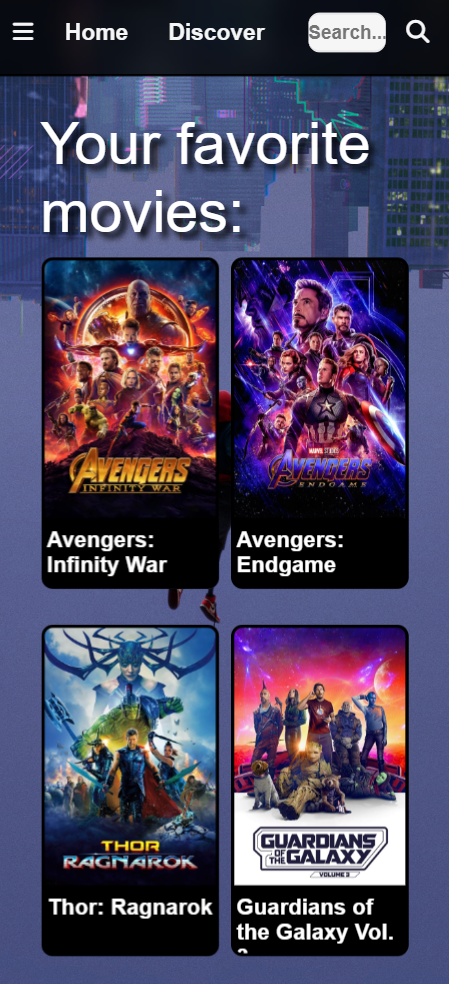 Home Discover Search...
Your favorite
movies:
AVENGERS
INFINITY WAR
MARVEL STUDIOS
AVENGERS
ENDGAME
Avengers:
Infinity War
Avengers:
Endgame
THOR
RAGNAROK
GUARDIANS
OF THE GALAXY
VOLUME 3
Thor: Ragnarok
Guardians of
the Galaxy Vol.